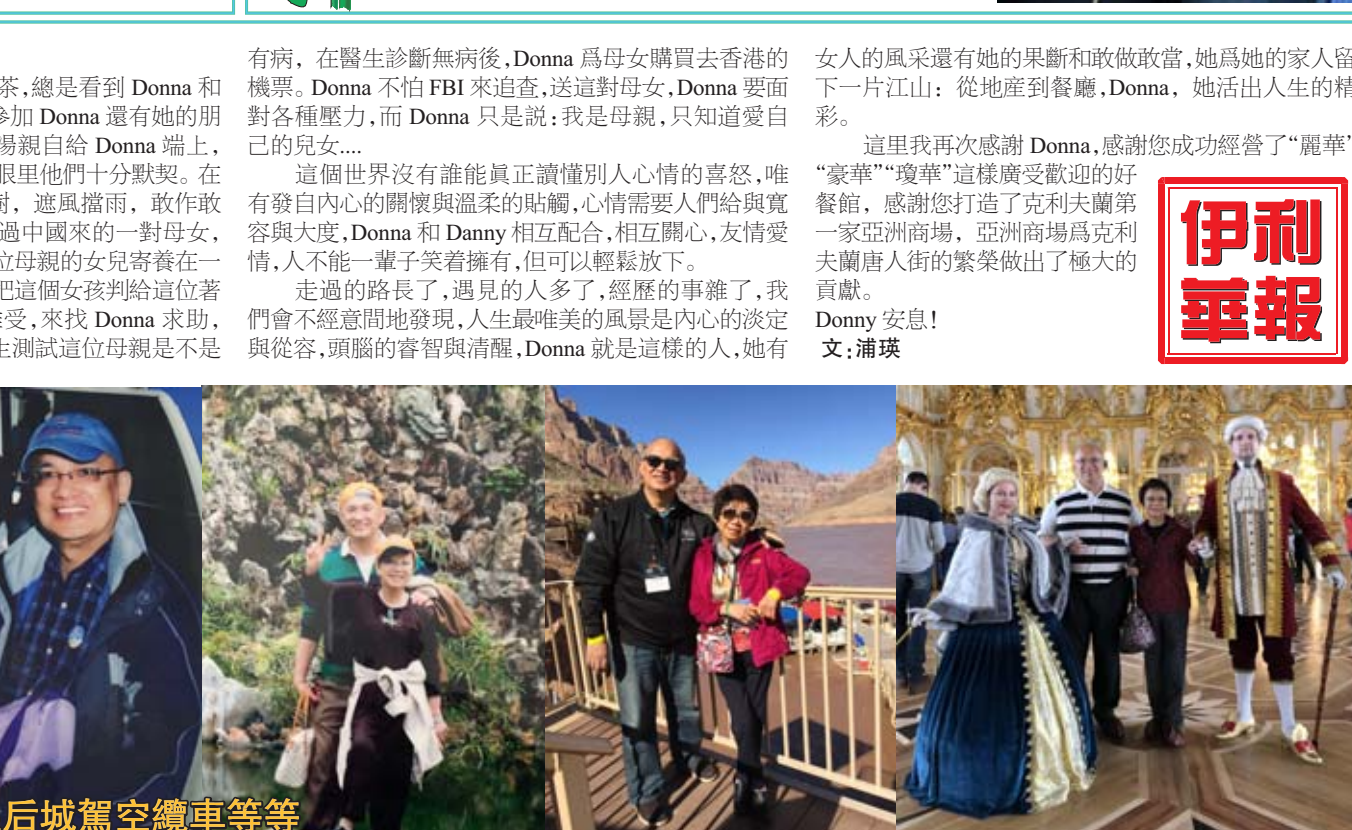 茶,總是看到 Donna 和
參加 Donna 還有她的朋
湯親自給 Donna 端上,
眼里他們十分默契。在
樹，遮風擋雨，敢作敢
過中國來的一對母女,
位母親的女兒寄養在一
把這個女孩判給這位著
受,來找 Donna 求助,
生測試這位母親是不是
有病，在醫生診斷無病後,Donna 爲母女購買去香港的
機票。Donna 不怕 FBI 來追查,送這對母女,Donna 要面
對各種壓力,而 Donna 只是説:我是母親,只知道愛自
己的兒女....
這個世界沒有誰能眞正讀懂別人心情的喜怒,唯
有發自內心的關懷與溫柔的貼觸,心情需要人們給與寬
容與大度,Donna 和 Danny 相互配合,相互關心,友情愛
情,人不能一輩子笑着擁有,但可以輕鬆放下。
走過的路長了,遇見的人多了,經歷的事雜了,我
們會不經意間地發現,人生最唯美的風景是內心的淡定
與從容,頭腦的睿智與清醒,Donna 就是這樣的人,她有
女人的風采還有她的果斷和敢做敢當,她爲她的家人留
下一片江山：從地産到餐廳,Donna，她活出人生的精
彩。
這里我再次感謝 Donna,感謝您成功經營了“麗華”
“豪華”“瓊華”這樣廣受歡迎的好
餐館，感謝您打造了克利夫蘭第
一家亞洲商場，亞洲商場爲克利
夫蘭唐人街的繁榮做出了極大的
貢獻。
Donny 安息！
文:浦瑛
伊利
華報
后城駕空纜車等等